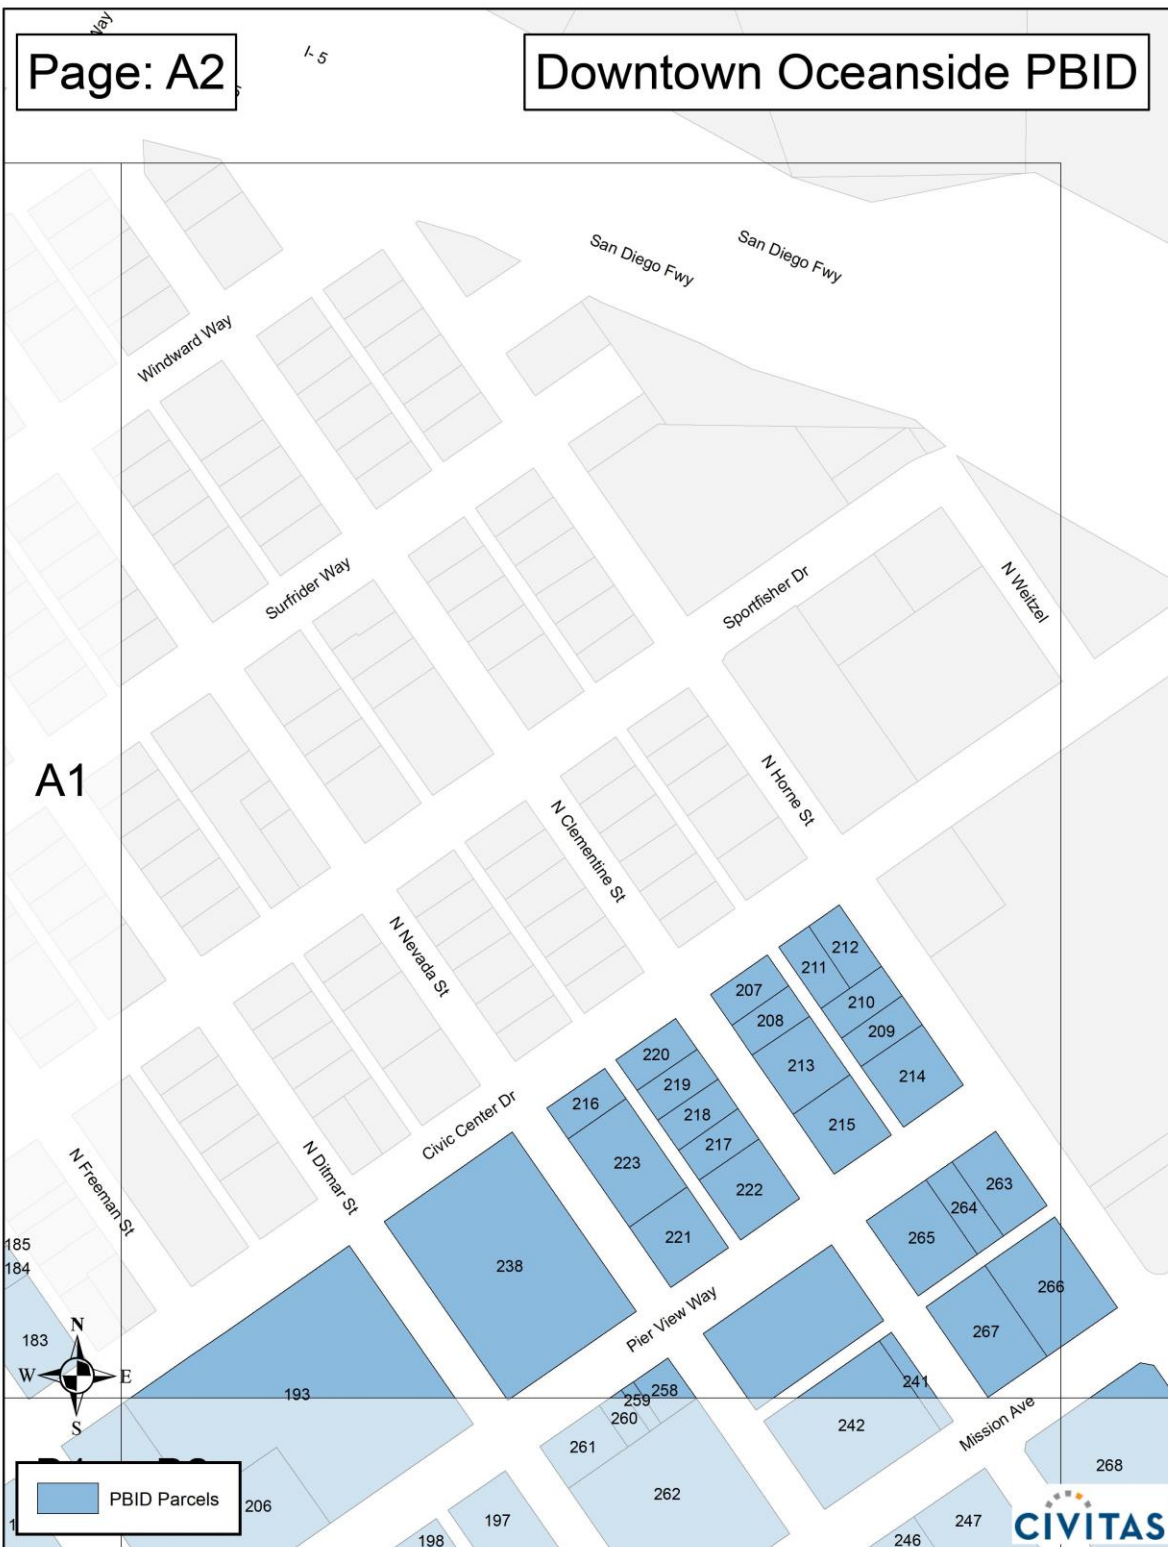 Way
Page: A2
I- 5
Downtown Oceanside PBID
San Diego Fwy
San Diego Fwy
Windward Way
Surfrider Way
Sportfisher Dr
N Weitzel
A1
N Horne St
N Clementine St
N Nevada St
212
211
207
210
208
209
220
213
214
219
216
218
215
Civic Center Dr
217
223
N Ditmar St
222
N Freeman St
263
264
221
265
185
184
238
266
Pier View Way
267
183
N
W
E
S
241
258
193
259
260
242
Mission Ave
261
268
262
PBID Parcels
206
197
247
198
246
CIVITAS